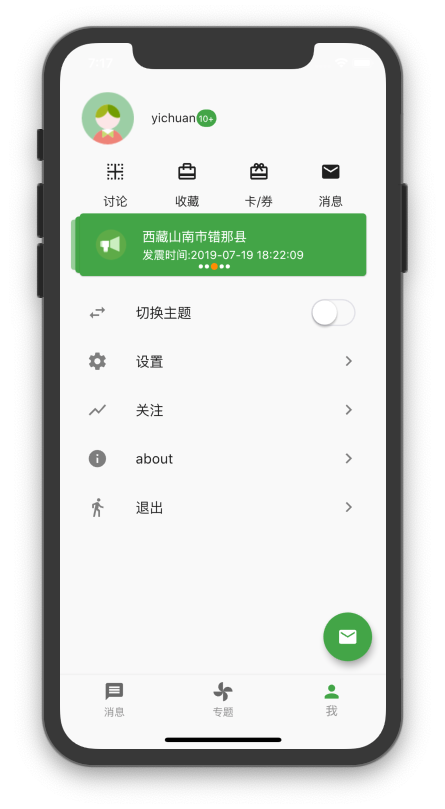 yichuan 10+
讨论 收藏 卡/券 消息
西藏山南市错那县
发震时间:2019-07-19 18:22:09
切换主题
设置
关注
about
退出
消息 专题 我